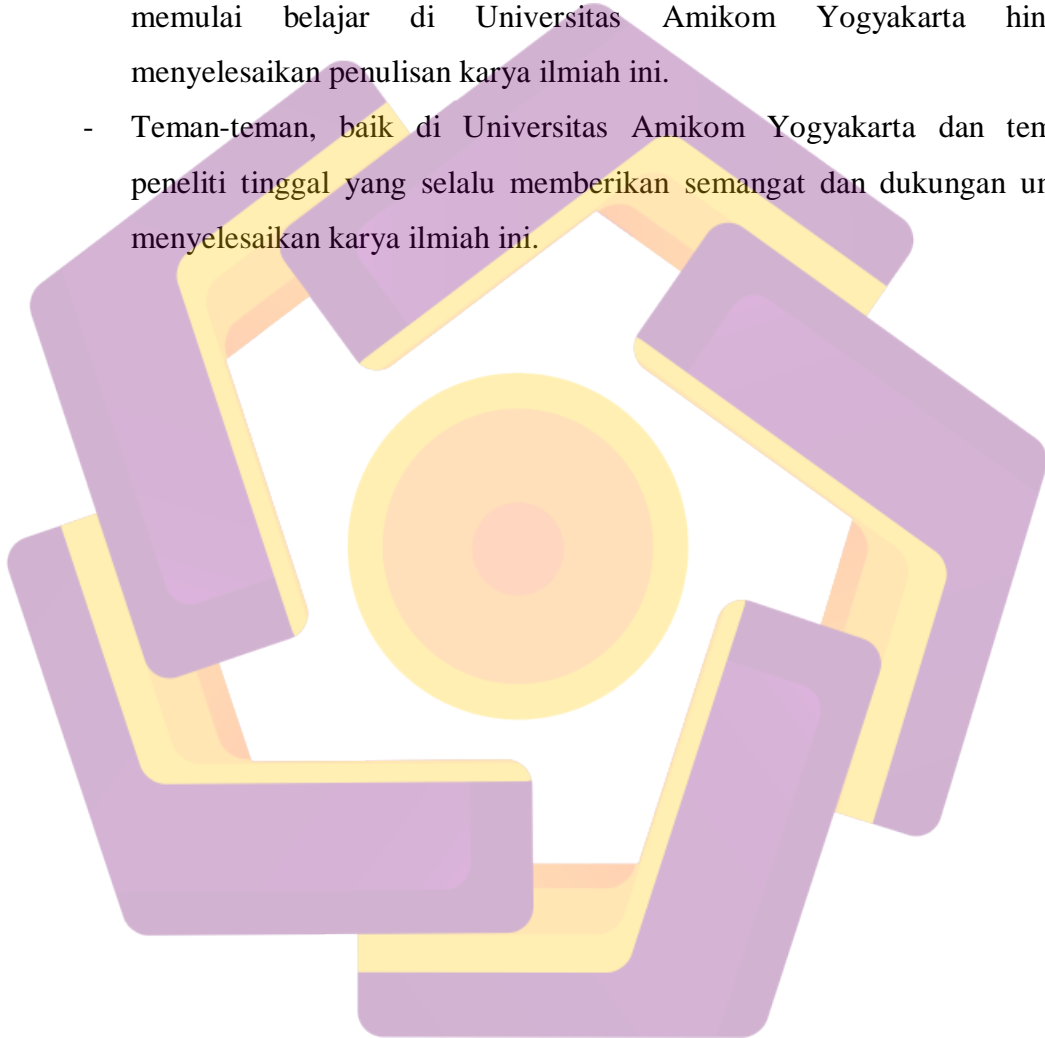 memulai belajar di Universitas Amikom Yogyakarta hin
menyelesaikan penulisan karya ilmiah ini.
- Teman-teman, baik di Universitas Amikom Yogyakarta dan tem
peneliti tinggal yang selalu memberikan semangat dan dukungan un
menyelesaikan karya ilmiah ini.